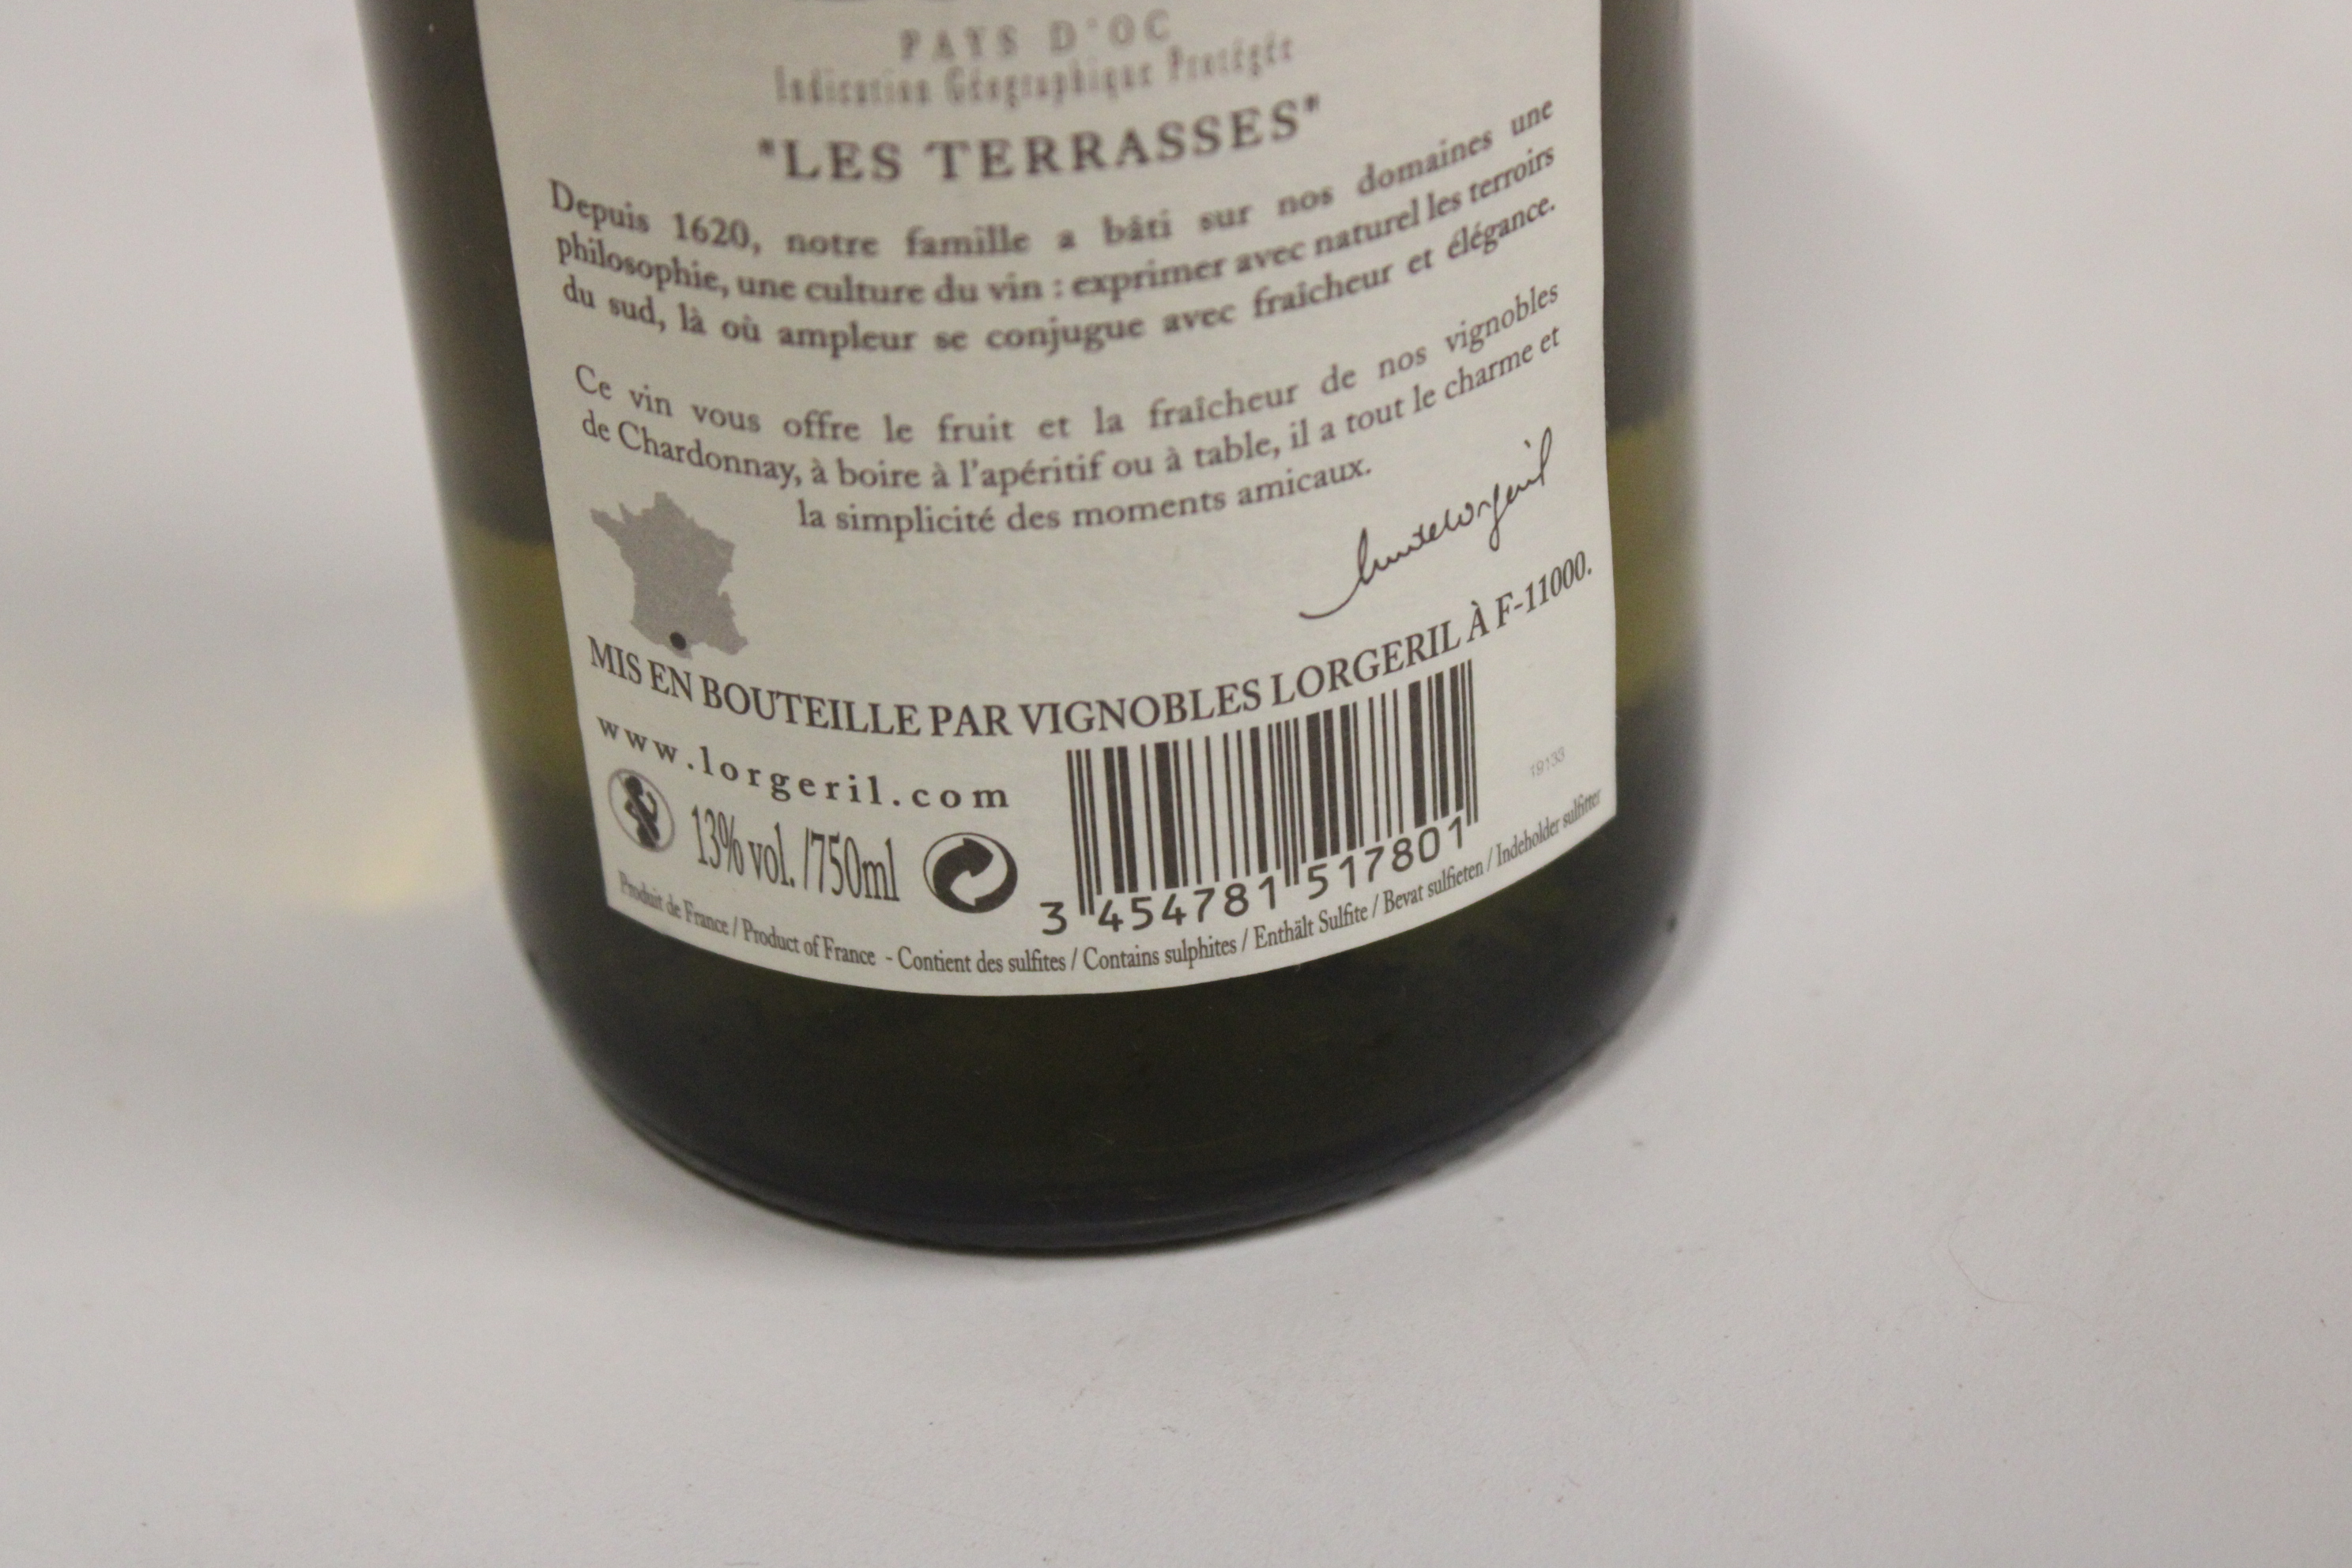 PAYS D'OC
Indication Géographique Protégée
"LES TERRASSES"
Depuis 1620, notre famille a bâti sur nos domaines une
philosophie, une culture du vin : exprimer avec naturel les terroirs
du sud, là où ampleur se conjugue avec fraîcheur et élégance.
Ce vin vous offre le fruit et la fraîcheur de nos vignobles
de Chardonnay, à boire à l'apéritif ou à table, il a tout le charme et
la simplicité des moments amicaux.
MIS EN BOUTEILLE PAR VIGNOBLES LORGERIL À F-11000.
www.lorgeril.com
13% vol. /750ml
3 454781 517801
19133
Produit de France / Product of France - Contient des sulfites / Contains sulphites / Enthält Sulfite / Bevat sulfieten / Indeholder sulfitter